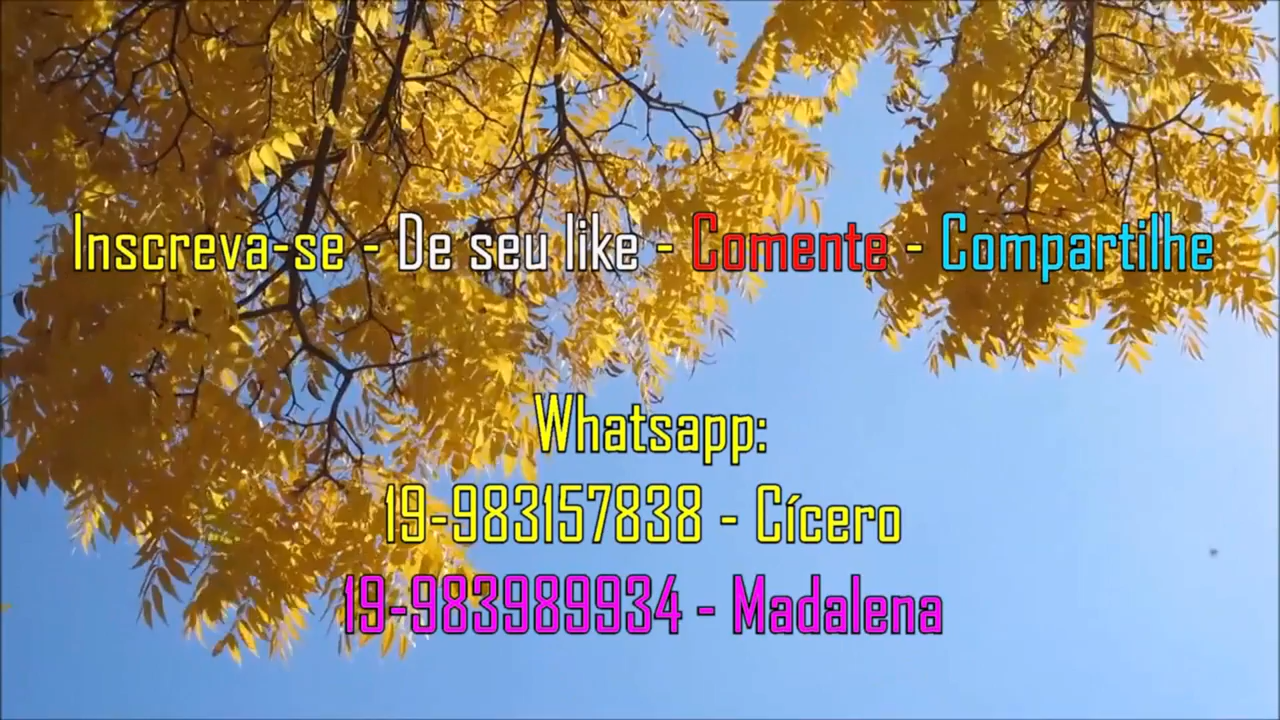 Inscreva-se - De seu like - Comente - Compartilhe
Whatsapp:
19-983157838 - Cícero
19-983989934 - Madalena